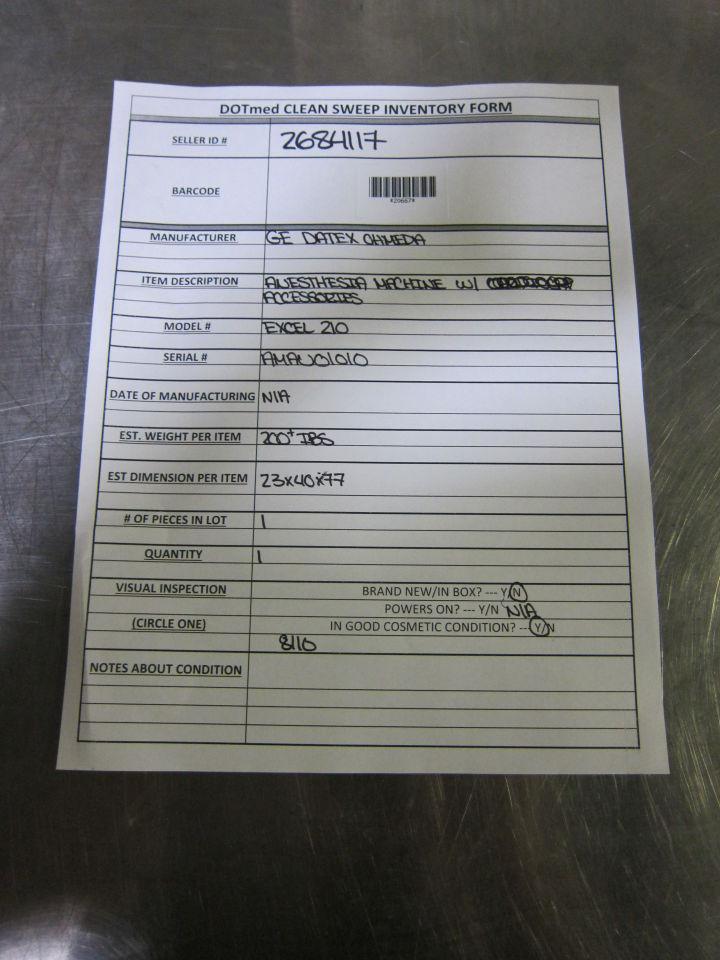 DOTmed CLEAN SWEEP INVENTORY FORM
SELLER ID # 2684117
BARCODE
*20667*
MANUFACTURER GE DATEX OHMEDA
ITEM DESCRIPTION ANESTHESIA MACHINE W/
ACCESSORIES
MODEL # EXCEL 210
SERIAL # AMAU01010
DATE OF MANUFACTURING N/A
EST. WEIGHT PER ITEM 200+ LBS
EST DIMENSION PER ITEM 23x40x77
# OF PIECES IN LOT 1
QUANTITY 1
VISUAL INSPECTION BRAND NEW/IN BOX? --- Y/N
POWERS ON? --- Y/N N/A
(CIRCLE ONE) IN GOOD COSMETIC CONDITION? --- Y/N
8/10
NOTES ABOUT CONDITION